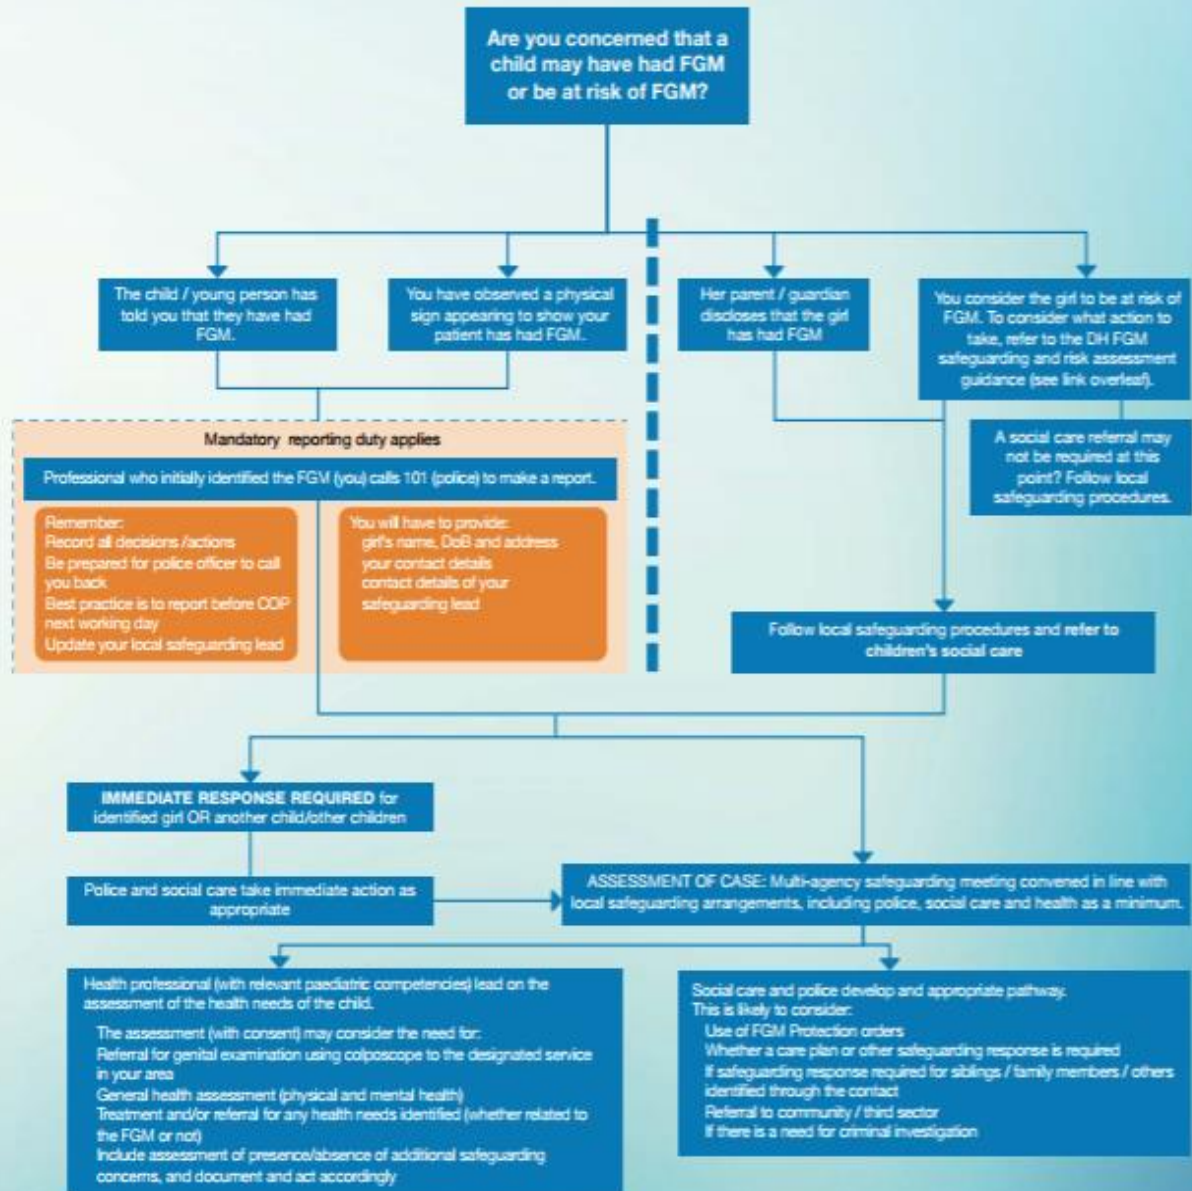 Are you concerned that a
child may have had FGM
or be at risk of FGM?
The child / young person has
told you that they have had
FGM.
You have observed a physical
sign appearing to show your
patient has had FGM.
Her parent / guardian
discloses that the girl
has had FGM
You consider the girl to be at risk of
FGM. To consider what action to
take, refer to the DH FGM
safeguarding and risk assessment
guidance (see link overleaf).
A social care referral may
not be required at this
point? Follow local
safeguarding procedures.
Mandatory reporting duty applies
Professional who initially identified the FGM (you) calls 101 (police) to make a report.
Remember:
Record all decisions /actions
Be prepared for police officer to call
you back
Best practice is to report before COP
next working day
Update your local safeguarding lead
You will have to provide:
girl's name, DoB and address
your contact details
contact details of your
safeguarding lead
Follow local safeguarding procedures and refer to
children's social care
IMMEDIATE RESPONSE REQUIRED for
identified girl OR another child/other children
Police and social care take immediate action as
appropriate
ASSESSMENT OF CASE: Multi-agency safeguarding meeting convened in line with
local safeguarding arrangements, including police, social care and health as a minimum.
Health professional (with relevant paediatric competencies) lead on the
assessment of the health needs of the child.
The assessment (with consent) may consider the need for:
Referral for genital examination using colposcope to the designated service
in your area
General health assessment (physical and mental health)
Treatment and/or referral for any health needs identified (whether related to
the FGM or not)
Include assessment of presence/absence of additional safeguarding
concerns, and document and act accordingly
Social care and police develop and appropriate pathway.
This is likely to consider:
Use of FGM Protection orders
Whether a care plan or other safeguarding response is required
If safeguarding response required for siblings / family members / others
identified through the contact
Referral to community / third sector
If there is a need for criminal investigation